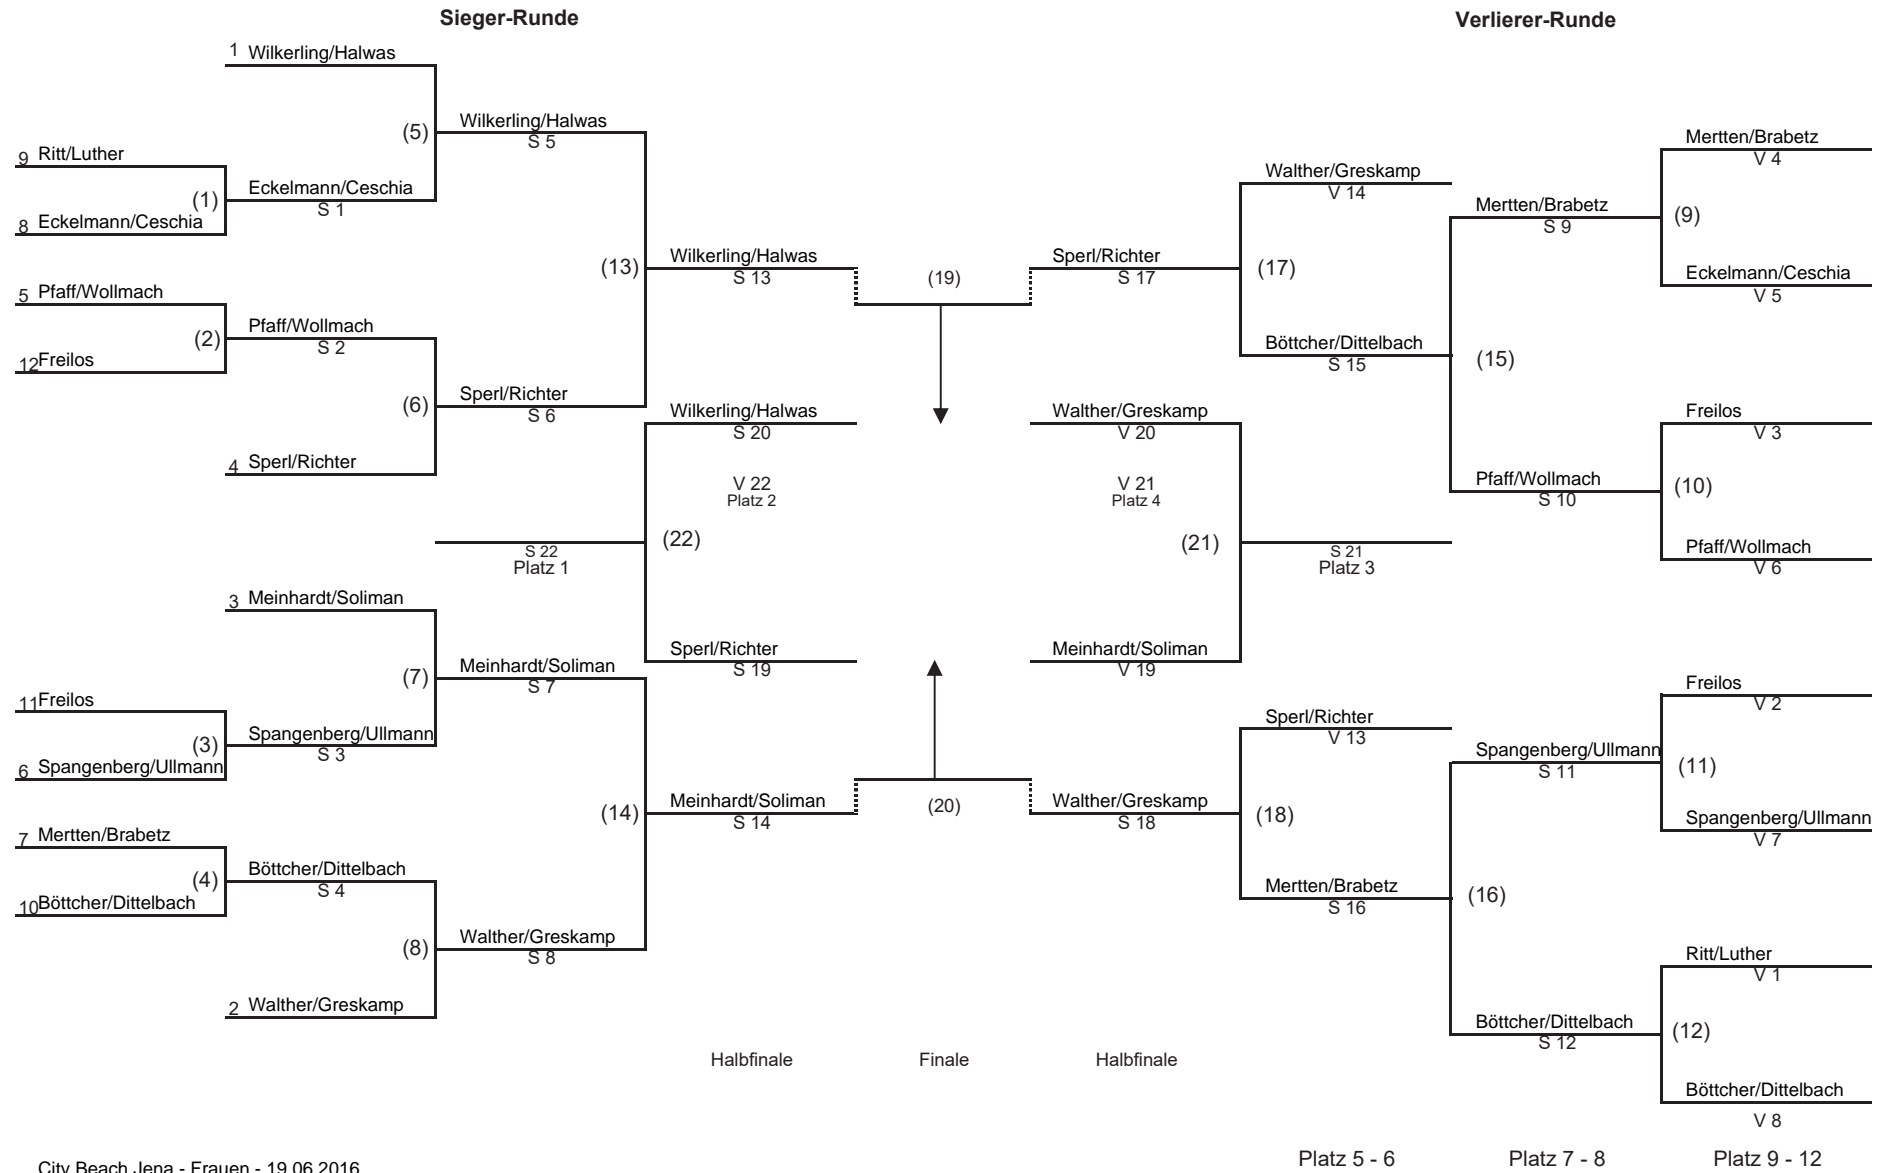 Sieger-Runde
Verlierer-Runde
1 Wilkerling/Halwas
(5)
Wilkerling/Halwas
S 5
9 Ritt/Luther
(1)
Eckelmann/Ceschia
S 1
8 Eckelmann/Ceschia
(13)
Wilkerling/Halwas
S 13
5 Pfaff/Wollmach
(2)
Pfaff/Wollmach
S 2
12 Freilos
(6)
Sperl/Richter
S 6
4 Sperl/Richter
Wilkerling/Halwas
S 20
V 22
Platz 2
(22)
S 22
Platz 1
Sperl/Richter
S 19
3 Meinhardt/Soliman
(7)
Meinhardt/Soliman
S 7
11 Freilos
(3)
Spangenberg/Ullmann
S 3
6 Spangenberg/Ullmann
(14)
Meinhardt/Soliman
S 14
7 Mertten/Brabetz
(4)
Böttcher/Dittelbach
S 4
10 Böttcher/Dittelbach
(8)
Walther/Greskamp
S 8
2 Walther/Greskamp
(19)
(20)
Sperl/Richter
S 17
(17)
Walther/Greskamp
V 14
Böttcher/Dittelbach
S 15
Walther/Greskamp
V 20
V 21
Platz 4
(21)
S 21
Platz 3
Meinhardt/Soliman
V 19
Sperl/Richter
V 13
Walther/Greskamp
S 18
(18)
Mertten/Brabetz
S 16
Mertten/Brabetz
V 4
Mertten/Brabetz
S 9
(9)
Eckelmann/Ceschia
V 5
(15)
Freilos
V 3
Pfaff/Wollmach
S 10
(10)
Pfaff/Wollmach
V 6
Freilos
V 2
Spangenberg/Ullmann
S 11
(11)
Spangenberg/Ullmann
V 7
(16)
Ritt/Luther
V 1
Böttcher/Dittelbach
S 12
(12)
Böttcher/Dittelbach
V 8
Halbfinale
Finale
Halbfinale
Platz 5 - 6
Platz 7 - 8
Platz 9 - 12
City Beach Jena - Frauen - 19.06.2016